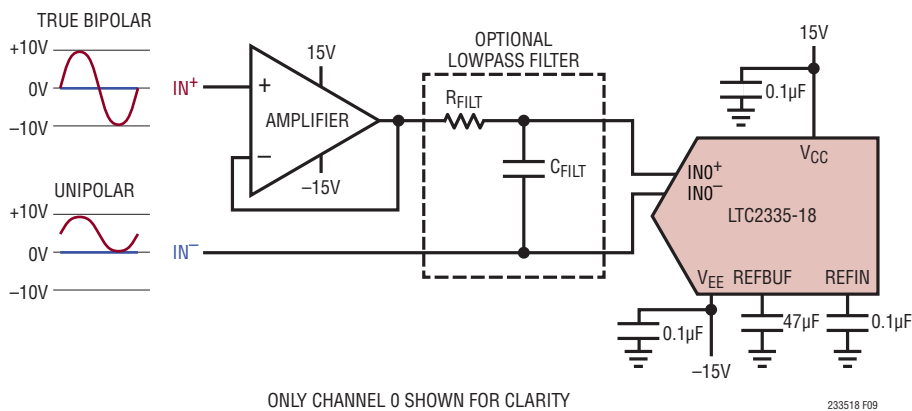 TRUE BIPOLAR
+10V
0V
–10V
UNIPOLAR
+10V
0V
–10V
IN+
IN–
15V
+
AMPLIFIER
–
–15V
OPTIONAL
LOWPASS FILTER
RFILT
CFILT
15V
0.1µF
VCC
IN0+
IN0–
LTC2335-18
VEE REFBUF REFIN
0.1µF
–15V
47µF
0.1µF
ONLY CHANNEL 0 SHOWN FOR CLARITY
233518 F09